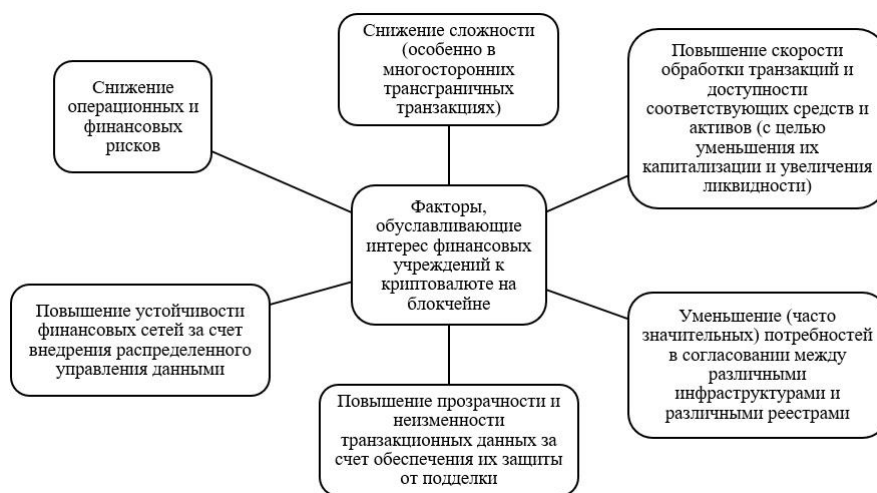 Снижение сложности
(особенно в
многосторонних
трансграничных
транзакциях)
Снижение
операционных и
финансовых
рисков
Повышение скорости
обработки транзакций и
доступности
соответствующих средств и
активов (с целью
уменьшения их
капитализации и увеличения
ликвидности)
Факторы,
обуславливающие
интерес финансовых
учреждений к
криптовалюте на
блокчейне
Повышение устойчивости
финансовых сетей за счет
внедрения распределенного
управления данными
Уменьшение (часто
значительных) потребностей
в согласовании между
различными
инфраструктурами и
различными реестрами
Повышение прозрачности и
неизменности
транзакционных данных за
счет обеспечения их защиты
от подделки